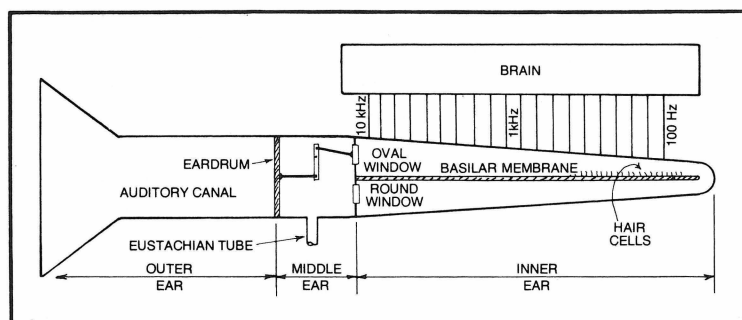 BRAIN
10 kHz
1kHz
100 Hz
EARDRUM
OVAL
WINDOW
BASILAR MEMBRANE
AUDITORY CANAL
ROUND
WINDOW
EUSTACHIAN TUBE
HAIR
CELLS
OUTER
EAR
MIDDLE
EAR
INNER
EAR